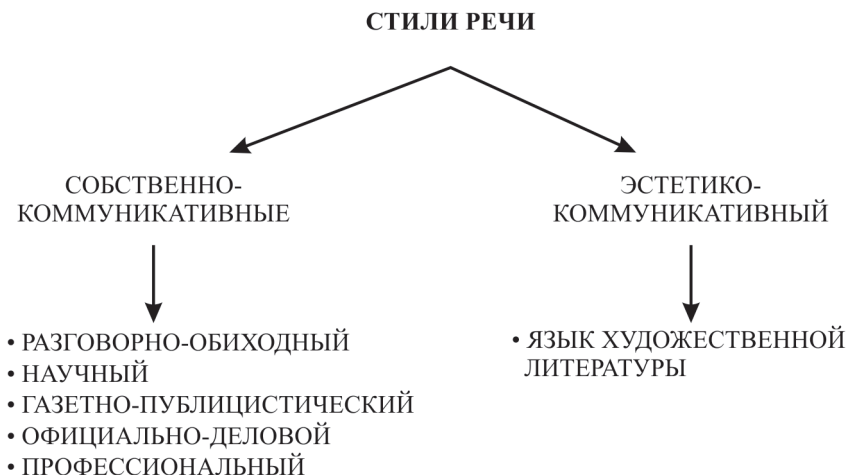 СТИЛИ РЕЧИ
СОБСТВЕННО-
КОММУНИКАТИВНЫЕ
ЭСТЕТИКО-
КОММУНИКАТИВНЫЙ
• РАЗГОВОРНО-ОБИХОДНЫЙ
• НАУЧНЫЙ
• ГАЗЕТНО-ПУБЛИЦИСТИЧЕСКИЙ
• ОФИЦИАЛЬНО-ДЕЛОВОЙ
• ПРОФЕССИОНАЛЬНЫЙ
• ЯЗЫК ХУДОЖЕСТВЕННОЙ
ЛИТЕРАТУРЫ